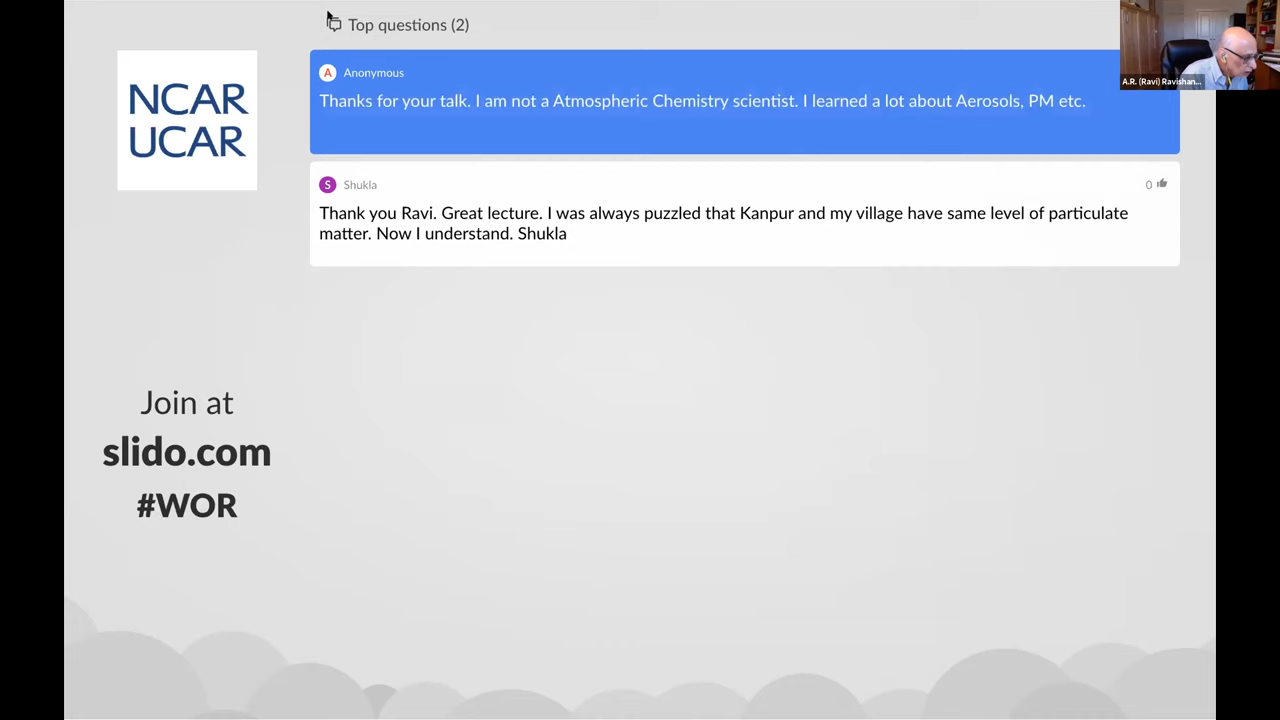 Top questions (2)
NCAR
UCAR
A Anonymous
Thanks for your talk. I am not a Atmospheric Chemistry scientist. I learned a lot about Aerosols, PM etc.
S Shukla
0
Thank you Ravi. Great lecture. I was always puzzled that Kanpur and my village have same level of particulate
matter. Now I understand. Shukla
Join at
slido.com
#WOR
A.R. (Ravi) Ravishan...